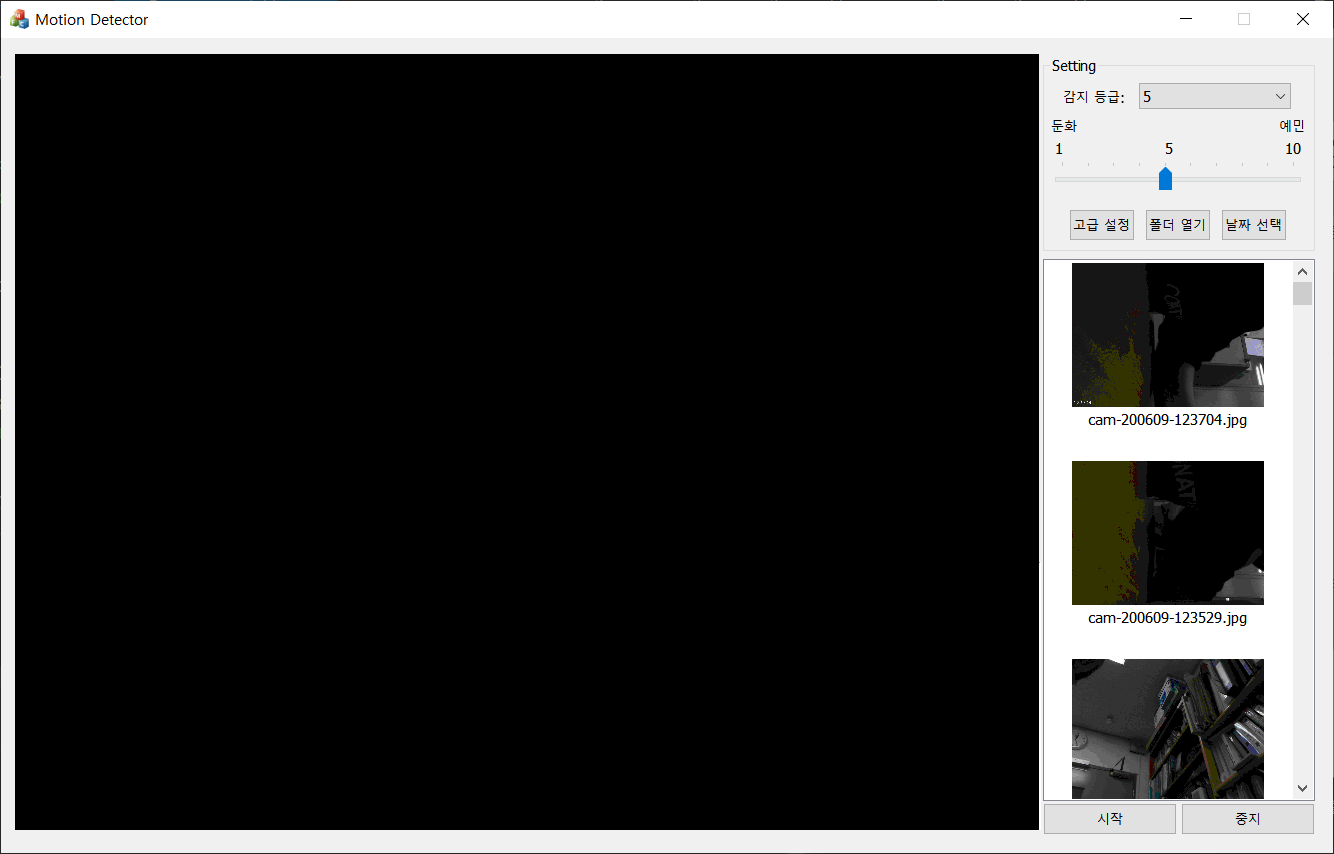 Motion Detector
Setting
감지 등급: 5
둔화 예민
1 5 10
고급 설정 폴더 열기 날짜 선택
cam-200609-123704.jpg
cam-200609-123529.jpg
시작 중지